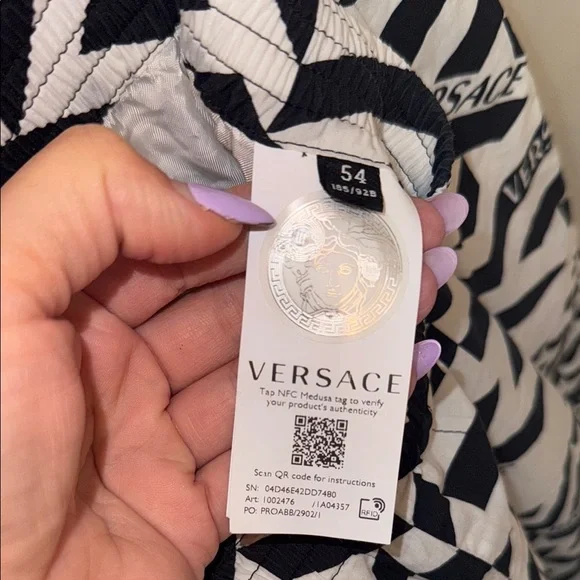 54
185/92B
VERSACE
Tap NFC Medusa tag to verify
your product's authenticity
Scan QR code for instructions
SN: 04D46E42DD7480
Art. 1002476 /1A04357
PO: PROABB/2902/1
RFID
VERSACE
VERS